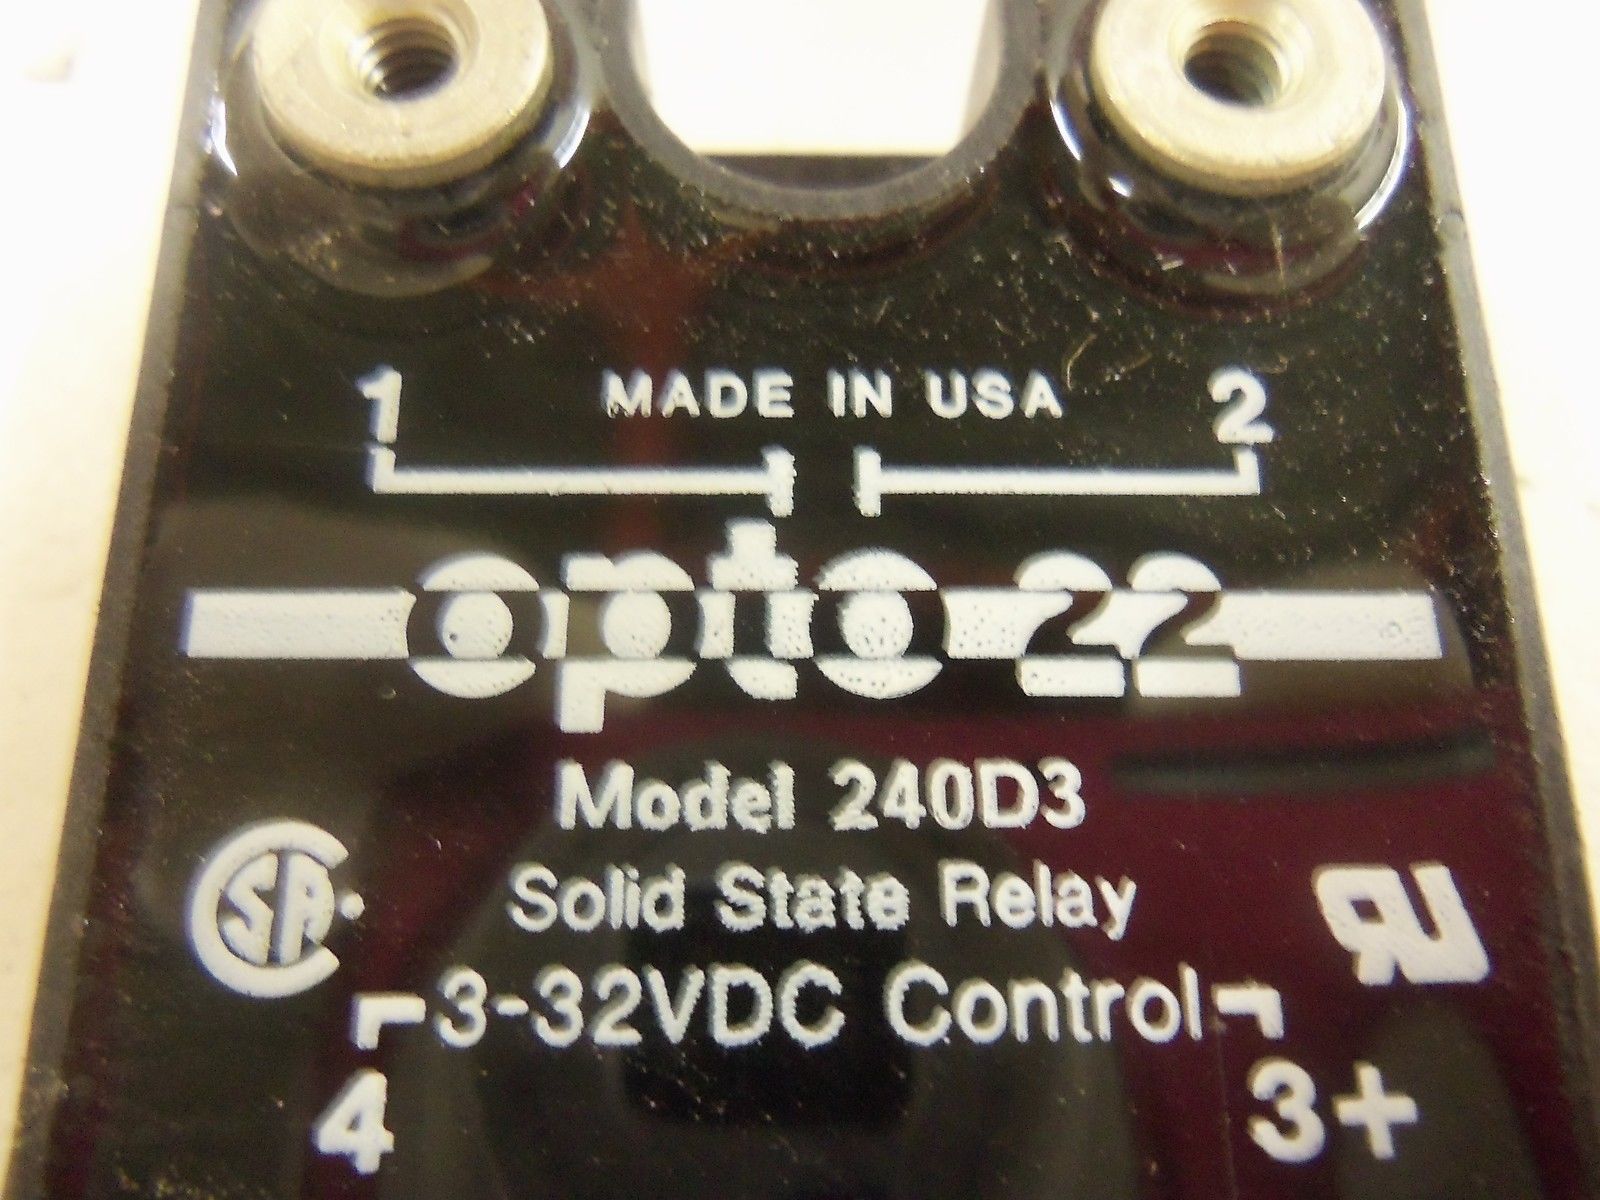 1 MADE IN USA 2
opto 22
Model 240D3
Solid State Relay
3-32VDC Control
4 3+